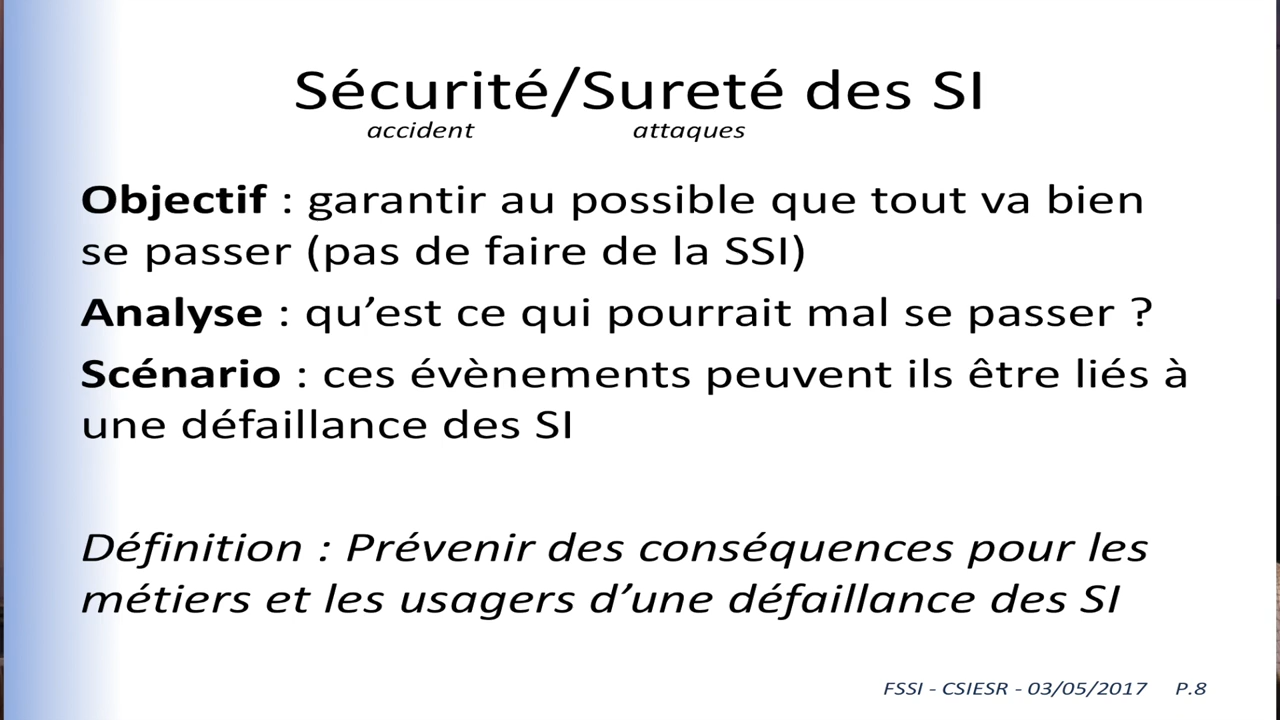 Sécurité/Sureté des SI
accident attaques
Objectif : garantir au possible que tout va bien
se passer (pas de faire de la SSI)
Analyse : qu’est ce qui pourrait mal se passer ?
Scénario : ces évènements peuvent ils être liés à
une défaillance des SI
Définition : Prévenir des conséquences pour les
métiers et les usagers d’une défaillance des SI
FSSI - CSIESR - 03/05/2017 P.8